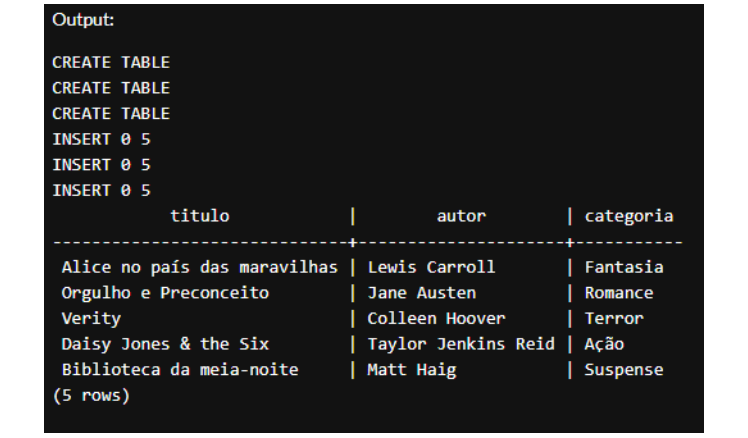 Output:
CREATE TABLE
CREATE TABLE
CREATE TABLE
INSERT 0 5
INSERT 0 5
INSERT 0 5
            titulo            |        autor        | categoria
------------------------------+---------------------+-----------
 Alice no país das maravilhas | Lewis Carroll       | Fantasia
 Orgulho e Preconceito        | Jane Austen         | Romance
 Verity                       | Colleen Hoover      | Terror
 Daisy Jones & the Six        | Taylor Jenkins Reid | Ação
 Biblioteca da meia-noite     | Matt Haig           | Suspense
(5 rows)